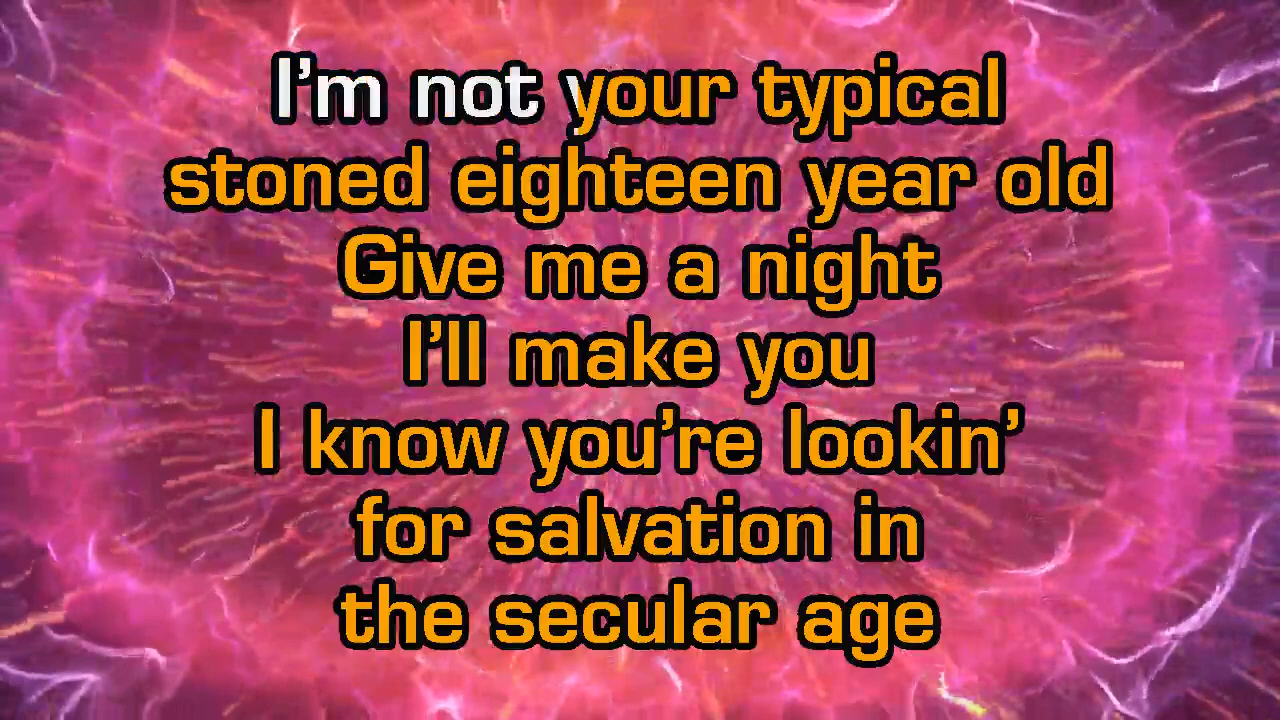 I'm not your typical
stoned eighteen year old
Give me a night
I'll make you
I know you're lookin'
for salvation in
the secular age